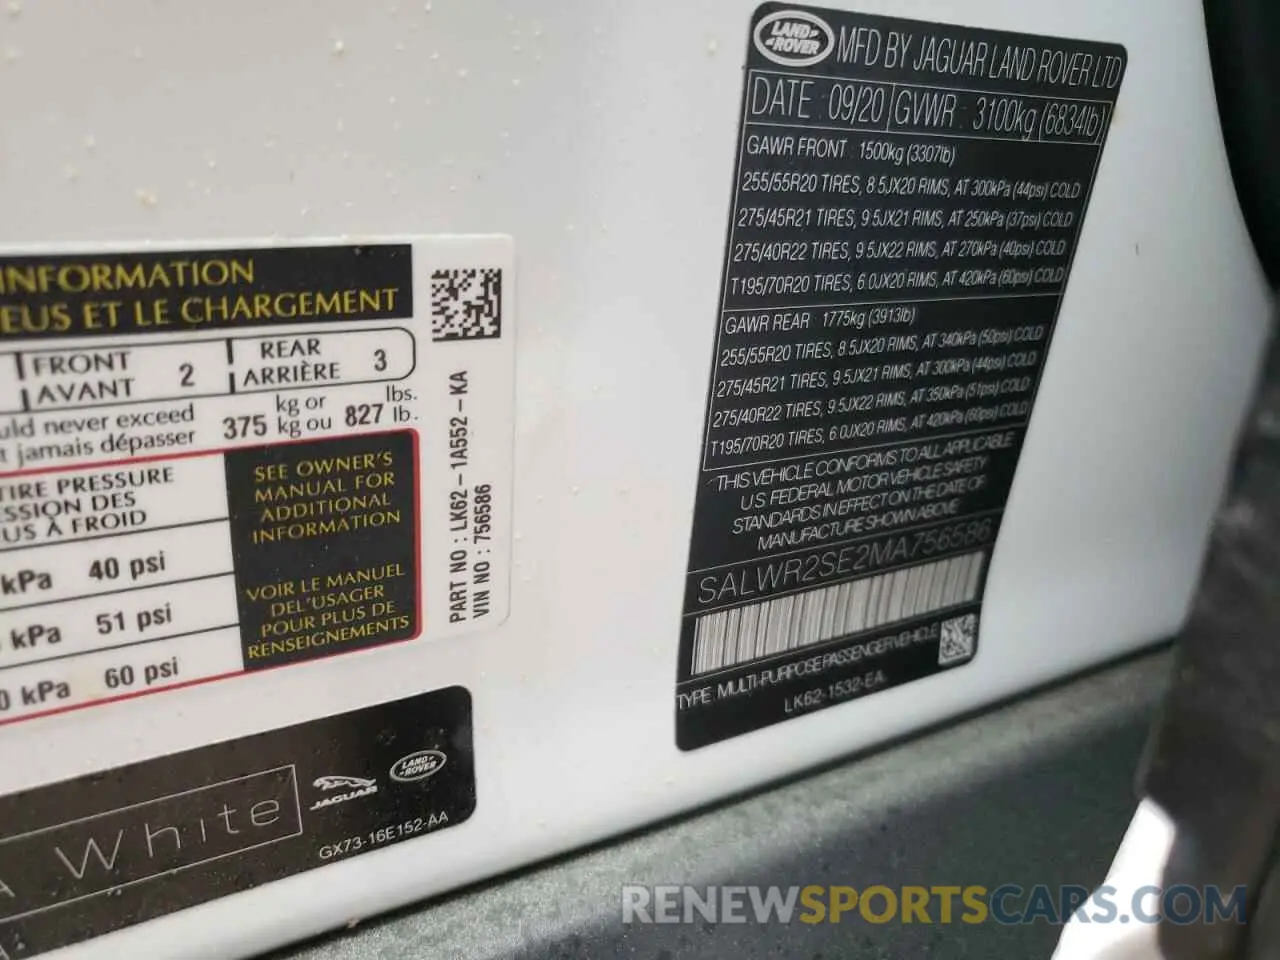 INFORMATION
EUS ET LE CHARGEMENT
FRONT
AVANT
2
REAR
ARRIÈRE
3
uld never exceed
t jamais dépasser
375 kg or
kg ou 827 lbs.
lb.
TIRE PRESSURE
SSION DES
US À FROID
kPa 40 psi
kPa 51 psi
0 kPa 60 psi
SEE OWNER'S
MANUAL FOR
ADDITIONAL
INFORMATION
VOIR LE MANUEL
DEL'USAGER
POUR PLUS DE
RENSEIGNEMENTS
PART NO : LK62-1A552-KA
VIN NO : 756586
A White
JAGUAR
LAND ROVER
GX73-16E152-AA
LAND ROVER
MFD BY JAGUAR LAND ROVER LTD
DATE : 09/20 GVWR : 3100kg (6834lb)
GAWR FRONT : 1500kg (3307lb)
255/55R20 TIRES, 8.5JX20 RIMS, AT 300kPa (44psi) COLD
275/45R21 TIRES, 9.5JX21 RIMS, AT 250kPa (37psi) COLD
275/40R22 TIRES, 9.5JX22 RIMS, AT 270kPa (40psi) COLD
T195/70R20 TIRES, 6.0JX20 RIMS, AT 420kPa (60psi) COLD
GAWR REAR : 1775kg (3913lb)
255/55R20 TIRES, 8.5JX20 RIMS, AT 340kPa (50psi) COLD
275/45R21 TIRES, 9.5JX21 RIMS, AT 300kPa (44psi) COLD
275/40R22 TIRES, 9.5JX22 RIMS, AT 350kPa (51psi) COLD
T195/70R20 TIRES, 6.0JX20 RIMS, AT 420kPa (60psi) COLD
THIS VEHICLE CONFORMS TO ALL APPLICABLE
U.S. FEDERAL MOTOR VEHICLE SAFETY
STANDARDS IN EFFECT ON THE DATE OF
MANUFACTURE SHOWN ABOVE
SALWR2SE2MA756586
TYPE: MULTI-PURPOSE PASSENGER VEHICLE
LK62-1532-EA
RENEWSPORTSCARS.COM